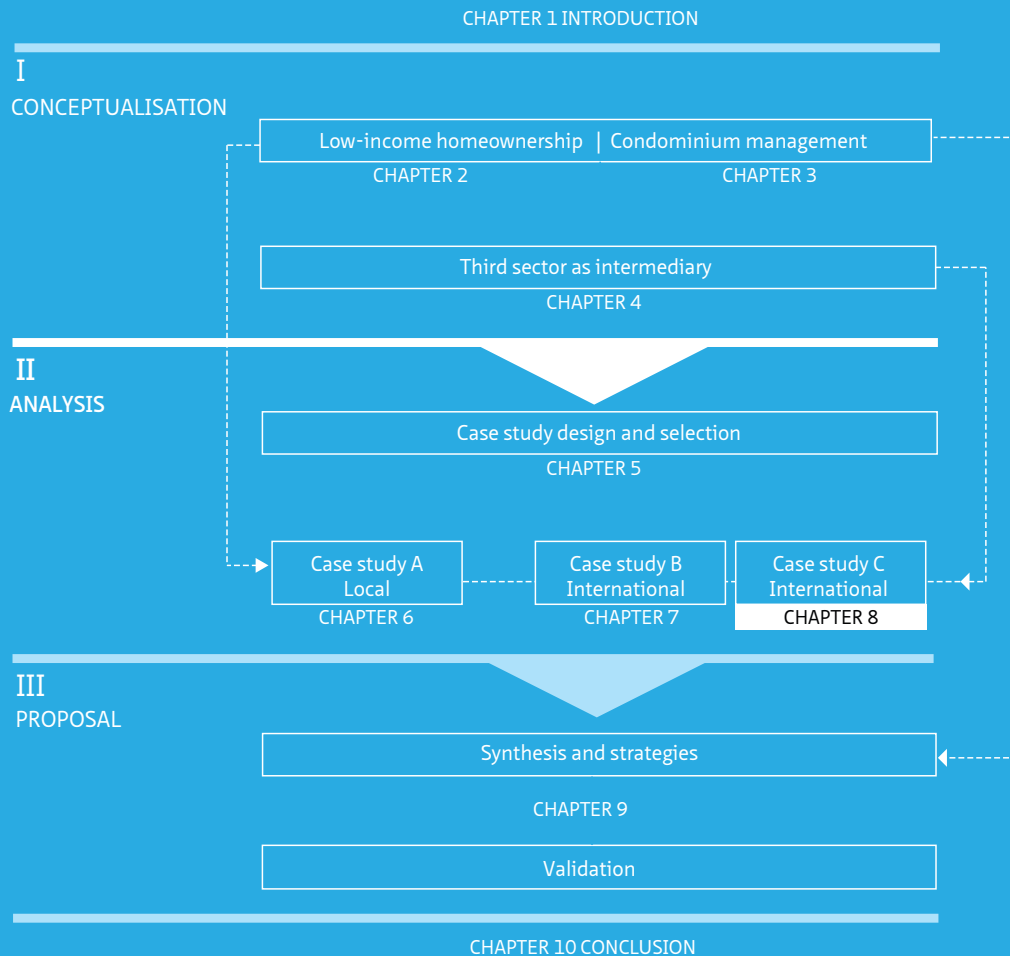 CHAPTER 1 INTRODUCTION
I
CONCEPTUALISATION
Low-income homeownership | Condominium management
CHAPTER 2 CHAPTER 3
Third sector as intermediary
CHAPTER 4
II
ANALYSIS
Case study design and selection
CHAPTER 5
Case study A
Local
CHAPTER 6
Case study B
International
CHAPTER 7
Case study C
International
CHAPTER 8
III
PROPOSAL
Synthesis and strategies
CHAPTER 9
Validation
CHAPTER 10 CONCLUSION